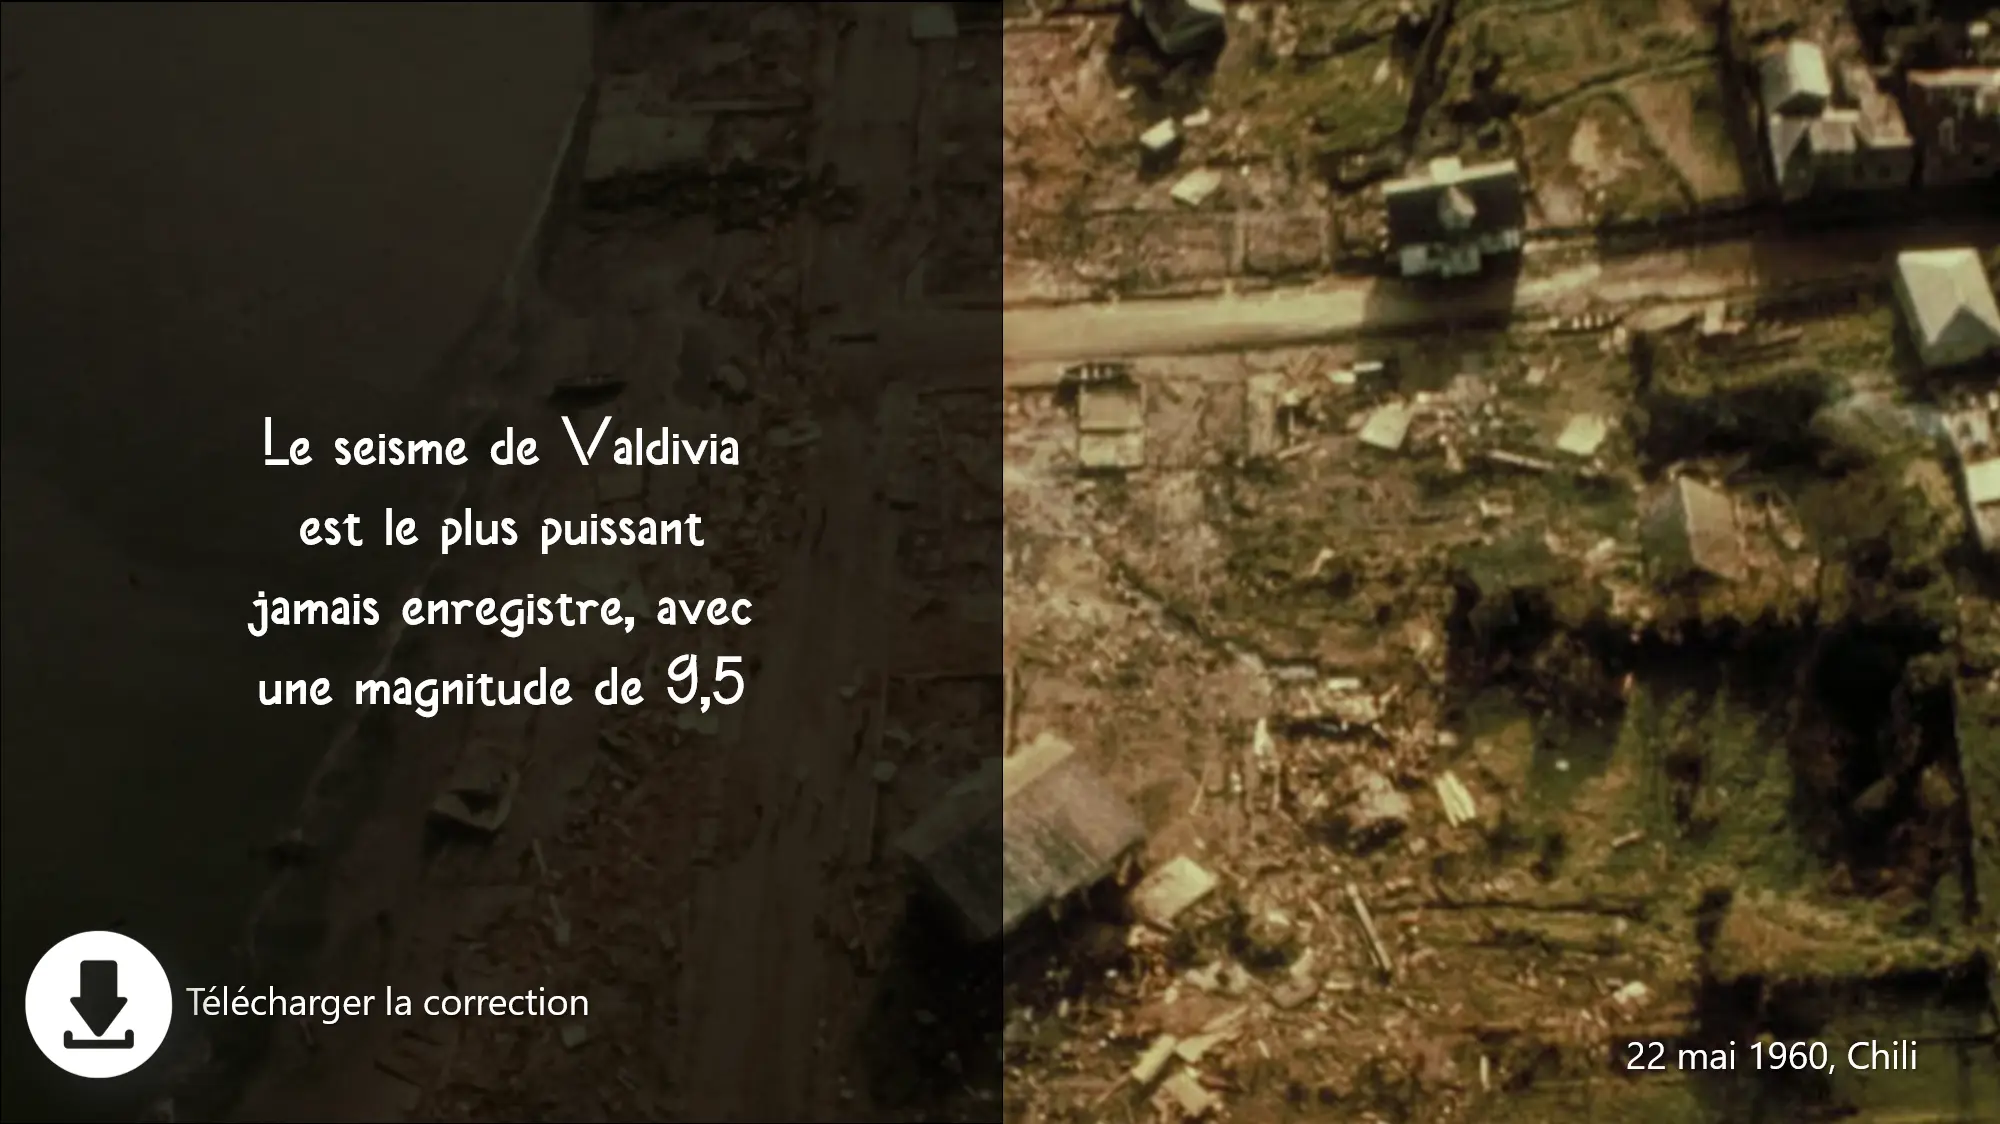 Le seisme de Valdivia
est le plus puissant
jamais enregistre, avec
une magnitude de 9,5
Télécharger la correction
22 mai 1960, Chili